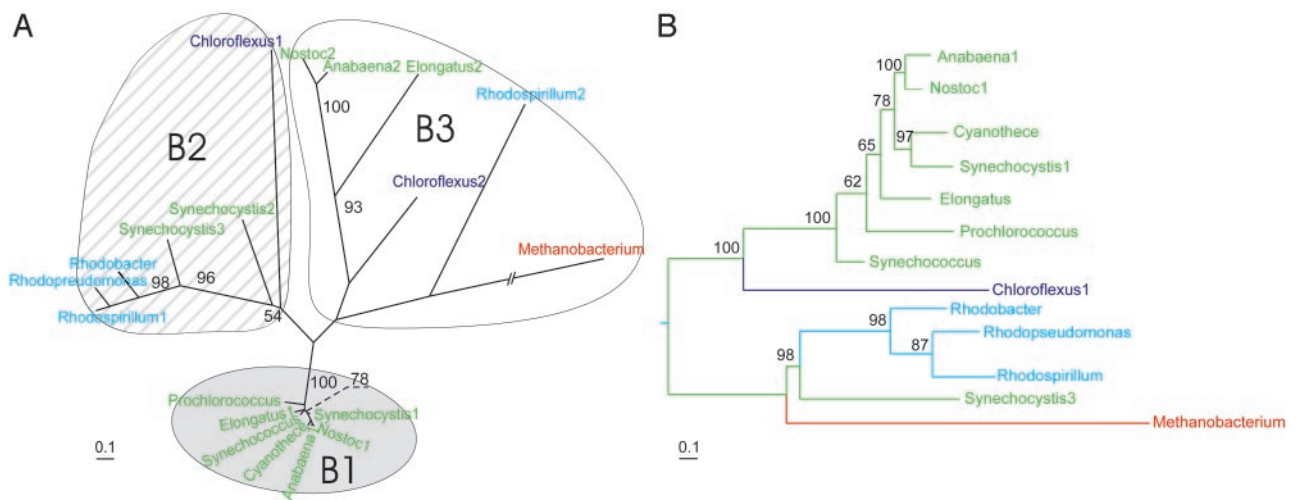 A
Chloroflexus1
Nostoc2
Anabaena2 Elongatus2
Rhodospirillum2
100
B2
B3
Chloroflexus2
93
Synechocystis2
Synechocystis3
Methanobacterium
Rhodobacter
Rhodopreudomonas
98
96
Rhodospirillum1
54
100
78
Prochlorococcus
Elongatus1
Synechocystis1
Synechococcus
Nostoc1
Cyanothece
Anabaena1
B1
0.1
B
Anabaena1
100
Nostoc1
78
Cyanothece
97
65
Synechocystis1
62
Elongatus
100
Prochlorococcus
100
Synechococcus
Chloroflexus1
Rhodobacter
98
Rhodopseudomonas
87
98
Rhodospirillum
Synechocystis3
Methanobacterium
0.1